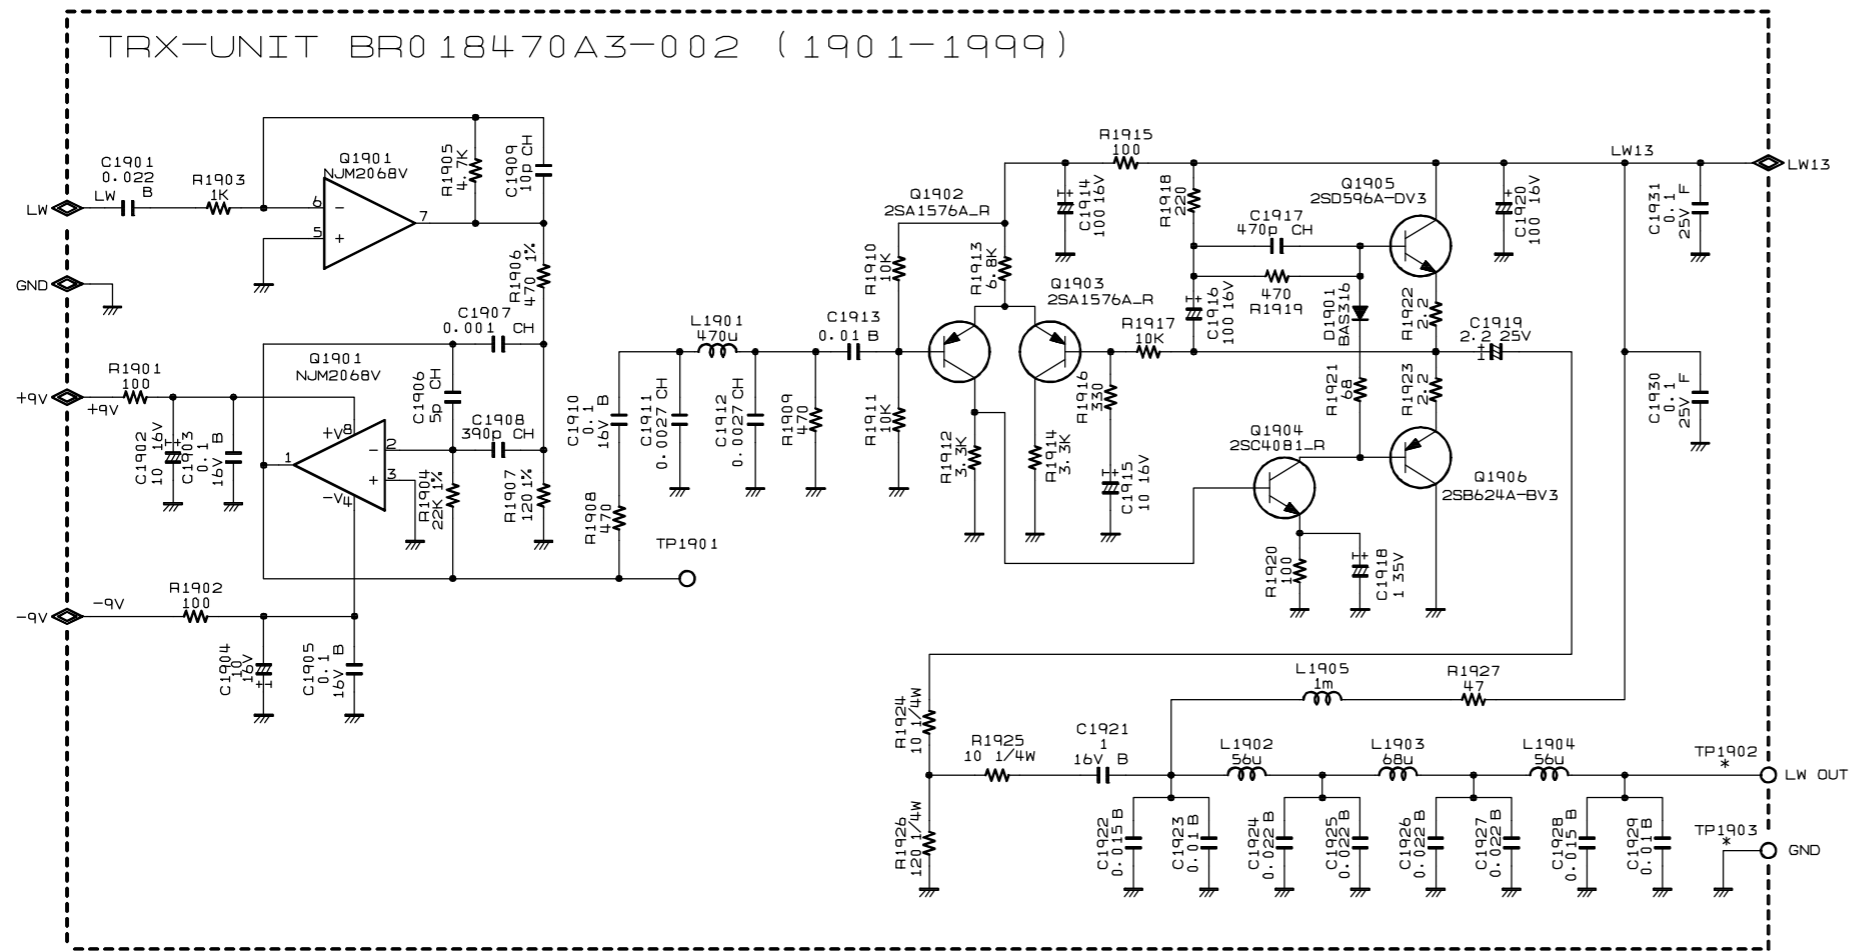 TRX-UNIT BR018470A3-002 (1901-1999)
LW
C1901
0.022
LW B
R1903
1K
Q1901
NJM2068V
6
5
7
-
+
R1905
4.7K
C1909
10p CH
GND
R1906
470 1%
C1907
0.001 CH
Q1901
NJM2068V
C1906
5p CH
C1908
390p CH
+9V
R1901
100
+9V
C1902
10 16V
C1903
0.1
16V B
+V
8
1
2
-
3
+
-V
4
R1904
22K 1%
R1907
120 1%
-9V
-9V
R1902
100
C1904
10
16V
C1905
0.1
16V B
TP1901
R1908
470
C1910
0.1
16V B
L1901
470u
C1911
0.0027 CH
C1912
0.0027 CH
R1909
470
C1913
0.01 B
R1910
10K
R1911
10K
Q1902
2SA1576A_R
R1913
6.8K
R1912
3.3K
Q1903
2SA1576A_R
R1914
3.3K
C1914
100 16V
R1915
100
R1917
10K
R1916
330
C1915
10 16V
R1918
220
C1916
100 16V
C1917
470p CH
470
R1919
Q1905
2SD596A-DV3
D1901
BAS316
R1921
68
R1922
2.2
R1923
2.2
C1919
2.2 25V
Q1904
2SC4081_R
Q1906
2SB624A-BV3
R1920
100
C1918
1 35V
C1920
100 16V
LW13
LW13
C1931
0.1
25V F
C1930
0.1
25V F
L1905
1m
R1927
47
R1924
10 1/4W
R1925
10 1/4W
R1926
120 1/4W
C1921
1
16V B
L1902
56u
L1903
68u
L1904
56u
TP1902
*
LW OUT
C1922
0.015 B
C1923
0.01 B
C1924
0.022 B
C1925
0.022 B
C1926
0.022 B
C1927
0.022 B
C1928
0.015 B
C1929
0.01 B
TP1903
*
GND